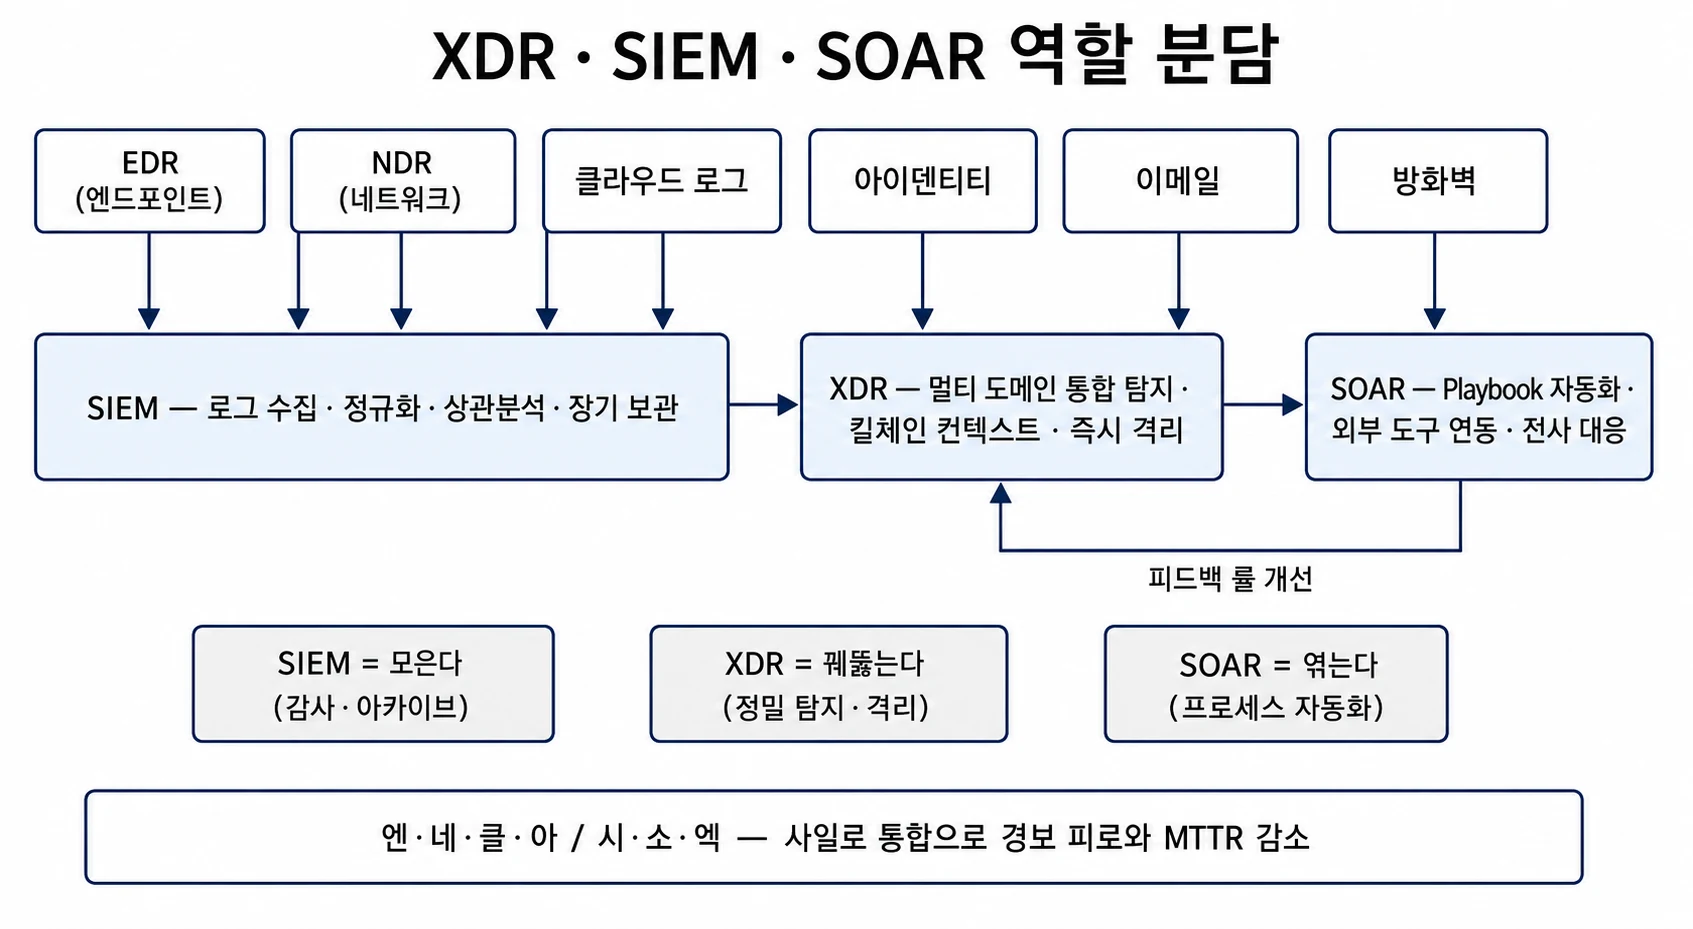 XDR · SIEM · SOAR 역할 분담
EDR
(엔드포인트)
NDR
(네트워크)
클라우드 로그
아이덴티티
이메일
방화벽
SIEM — 로그 수집 · 정규화 · 상관분석 · 장기 보관
XDR — 멀티 도메인 통합 탐지 ·
킬체인 컨텍스트 · 즉시 격리
SOAR — Playbook 자동화 ·
외부 도구 연동 · 전사 대응
피드백 률 개선
SIEM = 모은다
(감사 · 아카이브)
XDR = 꿰뚫는다
(정밀 탐지 · 격리)
SOAR = 엮는다
(프로세스 자동화)
엔 · 네 · 클 · 아 / 시 · 소 · 엑 — 사일로 통합으로 경보 피로와 MTTR 감소